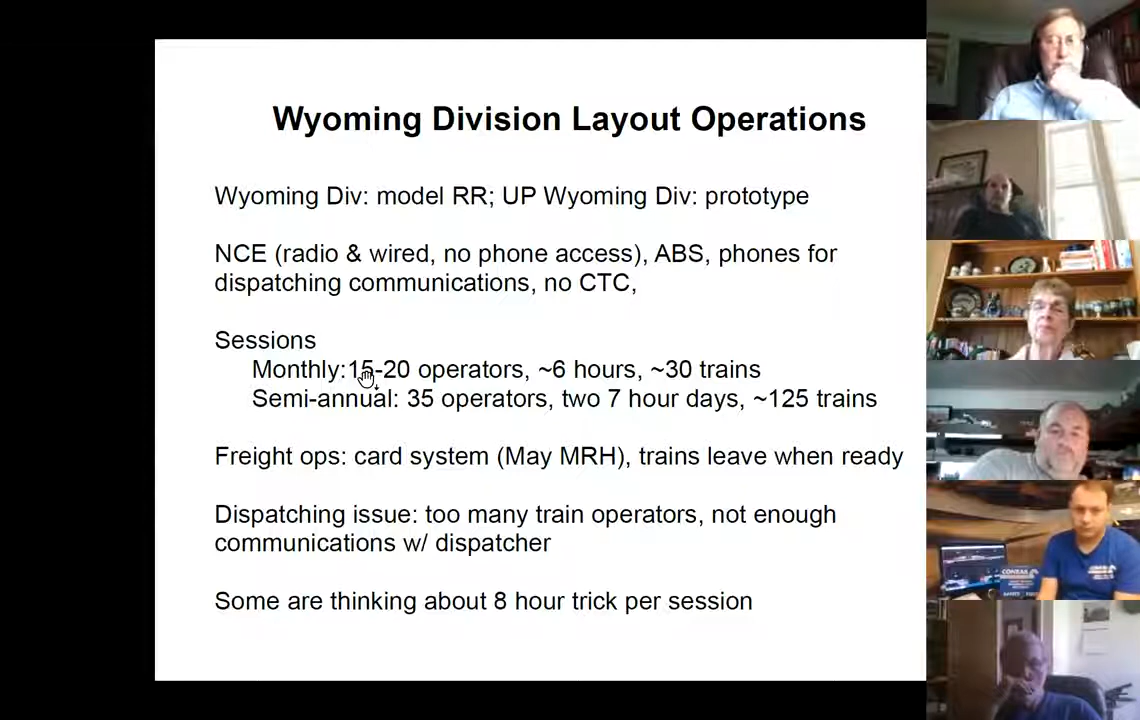 Wyoming Division Layout Operations
Wyoming Div: model RR; UP Wyoming Div: prototype
NCE (radio & wired, no phone access), ABS, phones for
dispatching communications, no CTC,
Sessions
Monthly:15-20 operators, ~6 hours, ~30 trains
Semi-annual: 35 operators, two 7 hour days, ~125 trains
Freight ops: card system (May MRH), trains leave when ready
Dispatching issue: too many train operators, not enough
communications w/ dispatcher
Some are thinking about 8 hour trick per session
CONRAIL